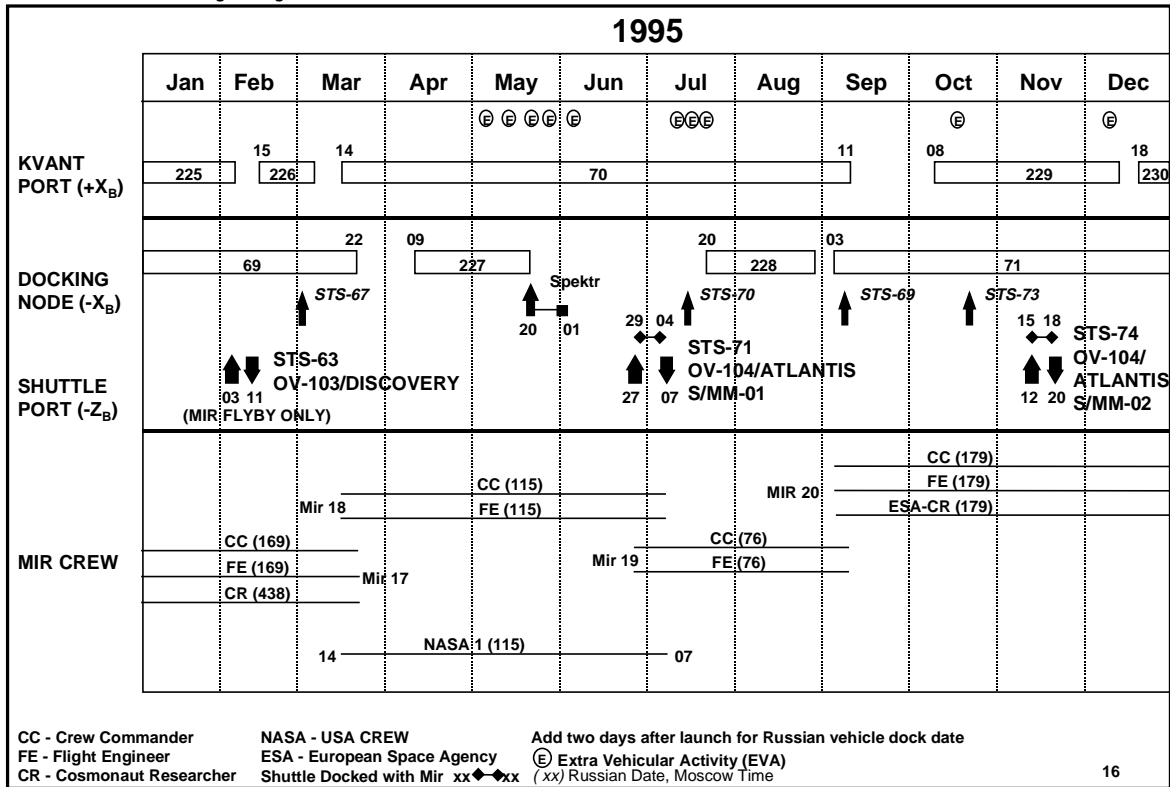 1995
Jan Feb Mar Apr May Jun Jul Aug Sep Oct Nov Dec
E E E E E E E E E E
KVANT
PORT (+XB)
15 14 11 08 18
225 226 70 229 230
DOCKING
NODE (-XB)
22 09 20 03
69 227 228 71
STS-67 Spektr STS-70 STS-69 STS-73
20 01
29 04
15 18
SHUTTLE
PORT (-ZB)
STS-63
OV-103/DISCOVERY
03 11
(MIR FLYBY ONLY)
STS-71
OV-104/ATLANTIS
S/MM-01
27 07
STS-74
OV-104/
ATLANTIS
S/MM-02
12 20
MIR CREW
CC (179)
MIR 20 FE (179)
ESA-CR (179)
CC (115)
Mir 18
FE (115)
CC (169)
FE (169)
Mir 17
CR (438)
CC (76)
Mir 19
FE (76)
NASA 1 (115)
14 07
CC - Crew Commander
FE - Flight Engineer
CR - Cosmonaut Researcher
NASA - USA CREW
ESA - European Space Agency
Shuttle Docked with Mir xx xx
Add two days after launch for Russian vehicle dock date
E Extra Vehicular Activity (EVA)
( xx) Russian Date, Moscow Time
16